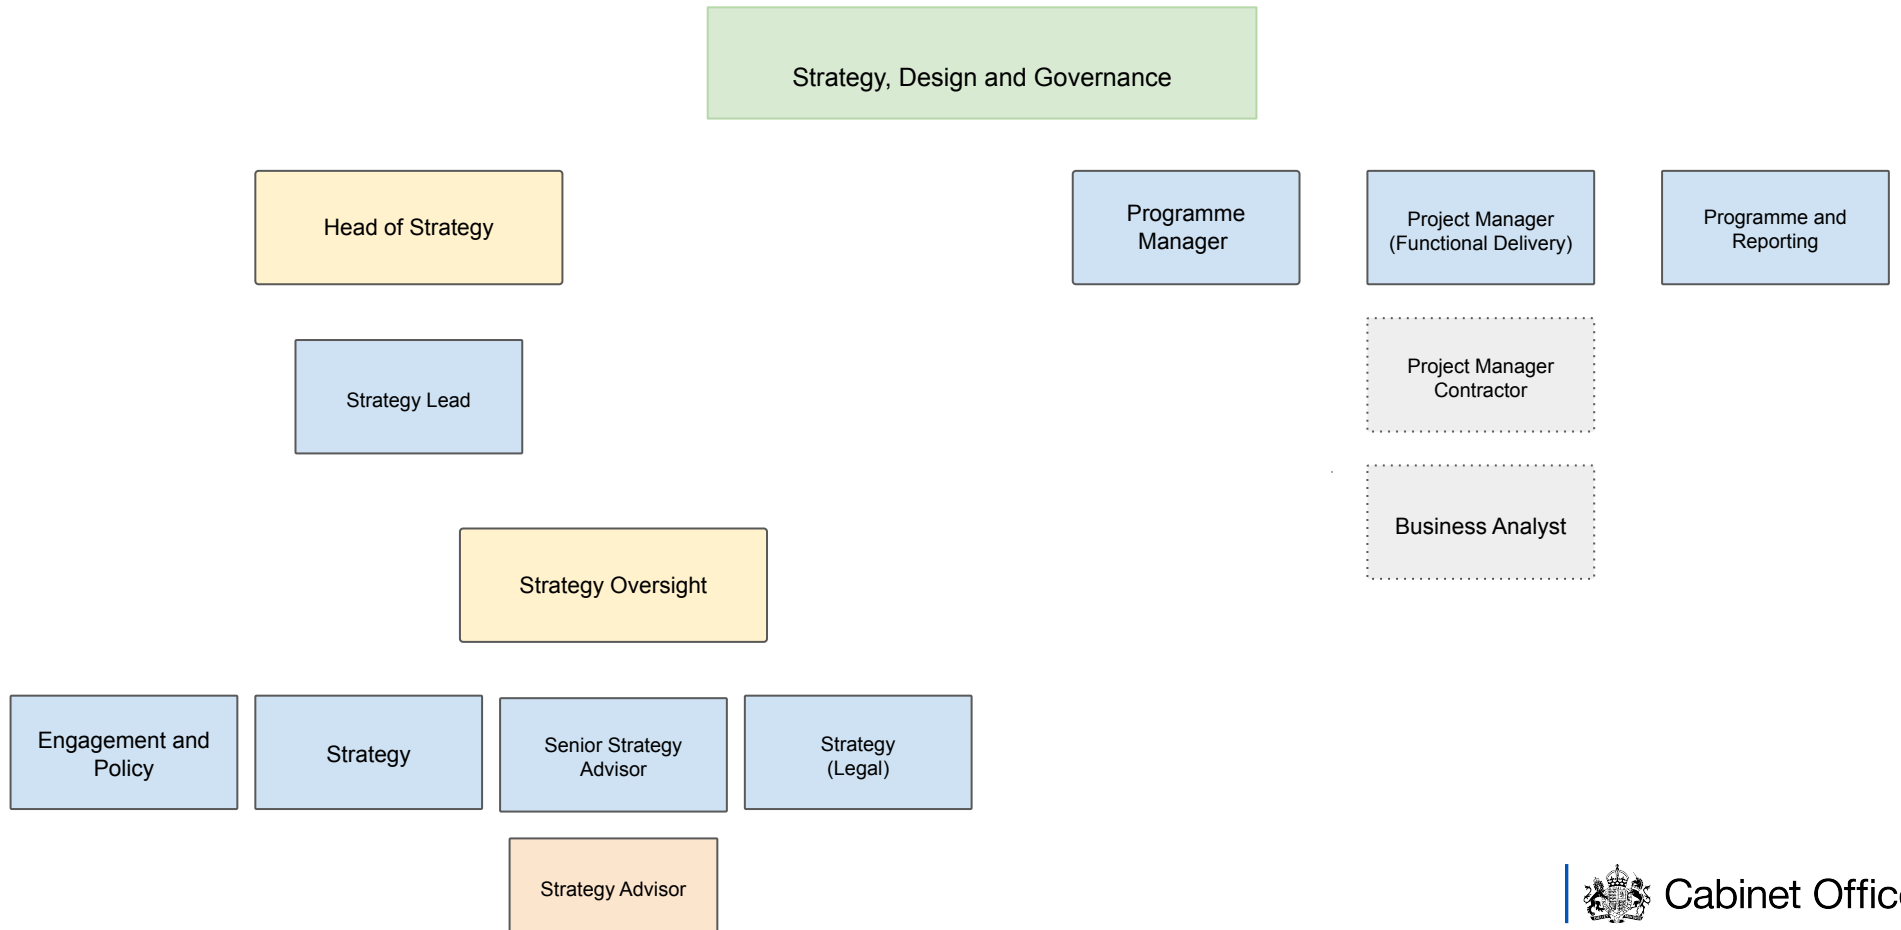 Strategy, Design and Governance
Head of Strategy
Programme
Manager
Project Manager
(Functional Delivery)
Programme and
Reporting
Strategy Lead
Project Manager
Contractor
Business Analyst
Strategy Oversight
Engagement and
Policy
Strategy
Senior Strategy
Advisor
Strategy
(Legal)
Strategy Advisor
Cabinet Offic